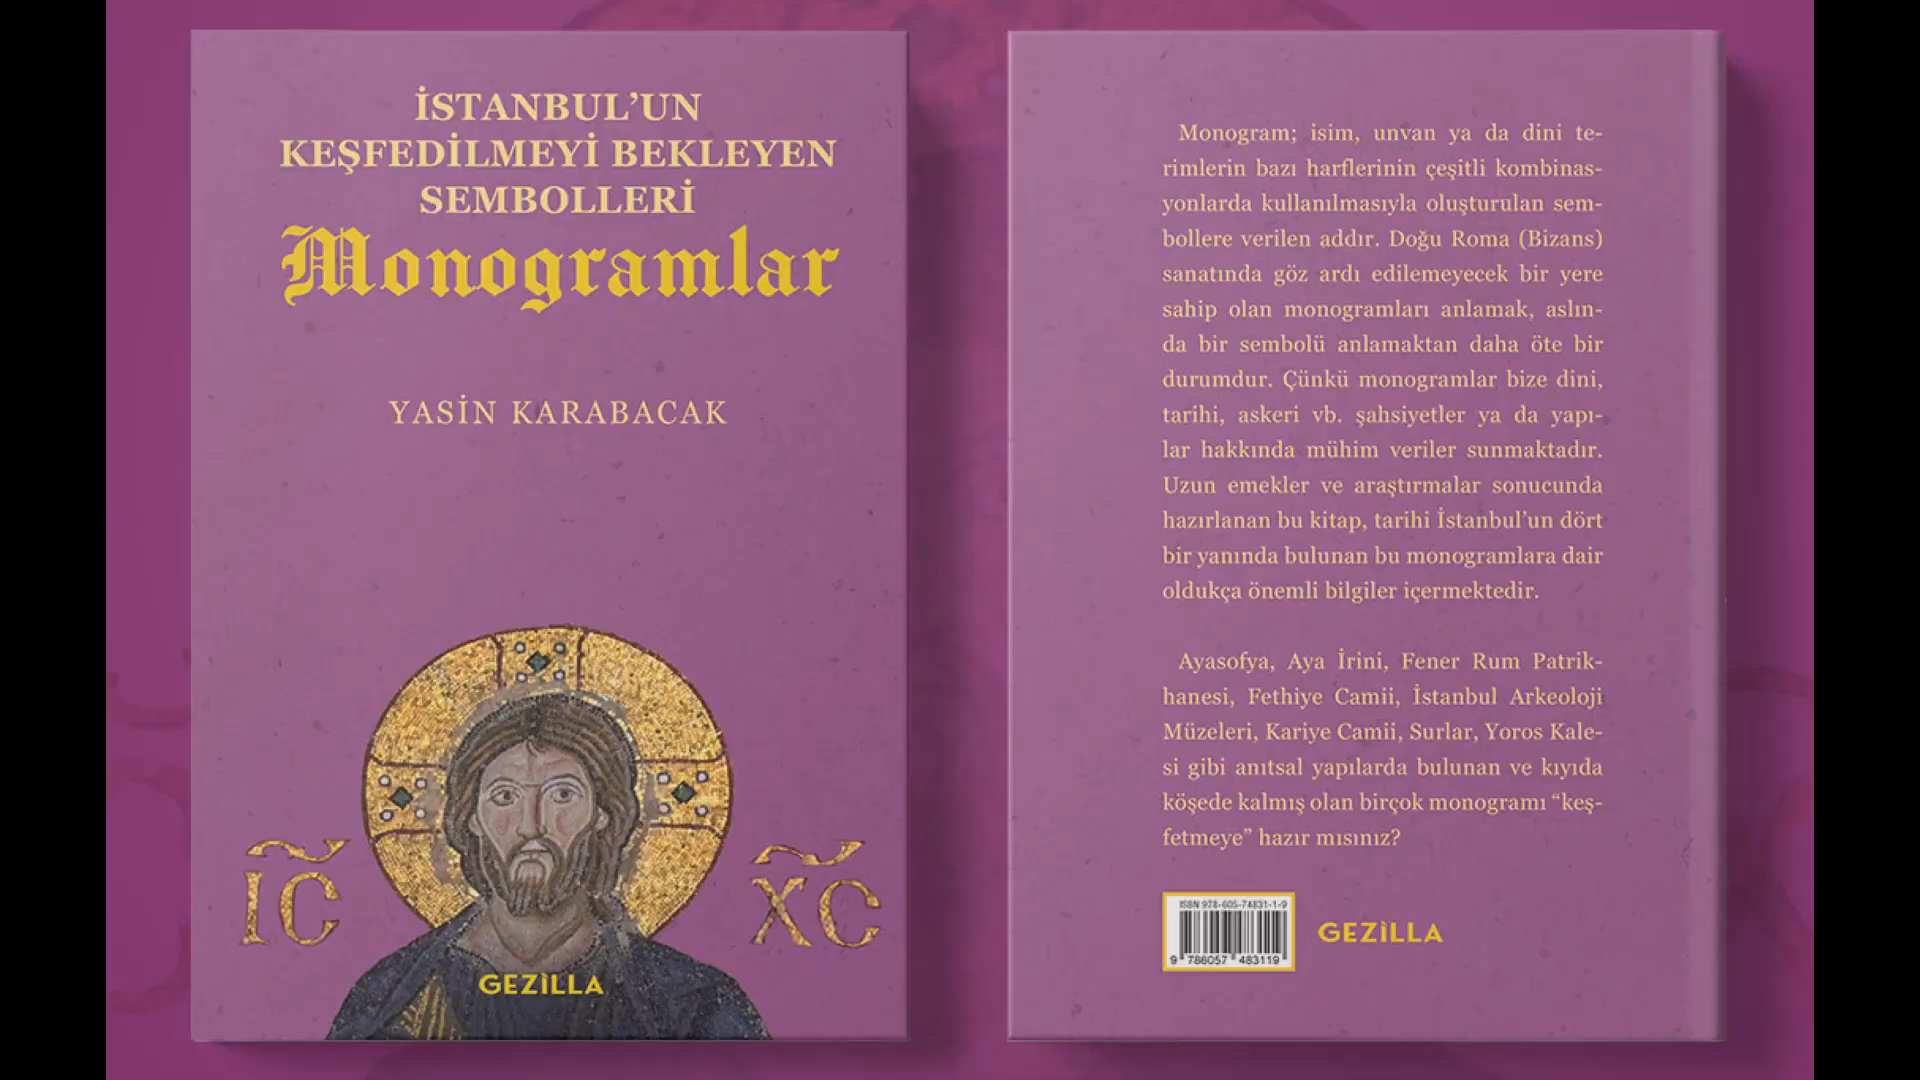 İSTANBUL’UN
KEŞFEDİLMEYİ BEKLEYEN
SEMBOLLERİ
Monogramlar
YASİN KARABACAK
IC
XC
GEZİLLA
Monogram; isim, unvan ya da dini te-
rimlerin bazı harflerinin çeşitli kombinas-
yonlarda kullanılmasıyla oluşturulan sem-
bollere verilen addır. Doğu Roma (Bizans)
sanatında göz ardı edilemeyecek bir yere
sahip olan monogramları anlamak, aslın-
da bir sembolü anlamaktan daha öte bir
durumdur. Çünkü monogramlar bize dini,
tarihi, askeri vb. şahsiyetler ya da yapı-
lar hakkında mühim veriler sunmaktadır.
Uzun emekler ve araştırmalar sonucunda
hazırlanan bu kitap, tarihi İstanbul’un dört
bir yanında bulunan bu monogramlara dair
oldukça önemli bilgiler içermektedir.
Ayasofya, Aya İrini, Fener Rum Patrik-
hanesi, Fethiye Camii, İstanbul Arkeoloji
Müzeleri, Kariye Camii, Surlar, Yoros Kale-
si gibi anıtsal yapılarda bulunan ve kıyıda
köşede kalmış olan birçok monogramı “keş-
fetmeye” hazır mısınız?
ISBN 978-605-74831-1-9
9 786057 483119
GEZİLLA